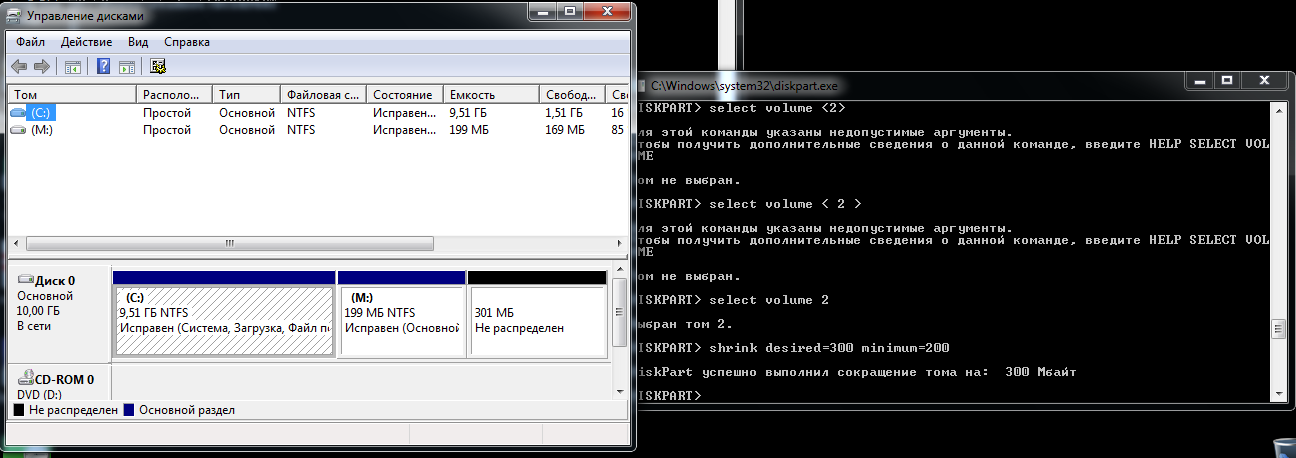 Управление дисками
Файл Действие Вид Справка
Том Располо... Тип Файловая с... Состояние Емкость Свобод... Сво
(C:) Простой Основной NTFS Исправен... 9,51 ГБ 1,51 ГБ 16
(M:) Простой Основной NTFS Исправен... 199 МБ 169 МБ 85
Диск 0
Основной
10,00 ГБ
В сети
(C:)
9,51 ГБ NTFS
Исправен (Система, Загрузка, Файл по
(M:)
199 МБ NTFS
Исправен (Основной
301 МБ
Не распределен
CD-ROM 0
DVD (D:)
Не распределен Основной раздел
C:\Windows\system32\diskpart.exe
ISKPART> select volume <2>
ля этой команды указаны недопустимые аргументы.
тобы получить дополнительные сведения о данной команде, введите HELP SELECT VOL
ME
ом не выбран.
ISKPART> select volume < 2 >
ля этой команды указаны недопустимые аргументы.
тобы получить дополнительные сведения о данной команде, введите HELP SELECT VOL
ME
ом не выбран.
ISKPART> select volume 2
ыбран том 2.
ISKPART> shrink desired=300 minimum=200
iskPart успешно выполнил сокращение тома на: 300 Mбайт
ISKPART>